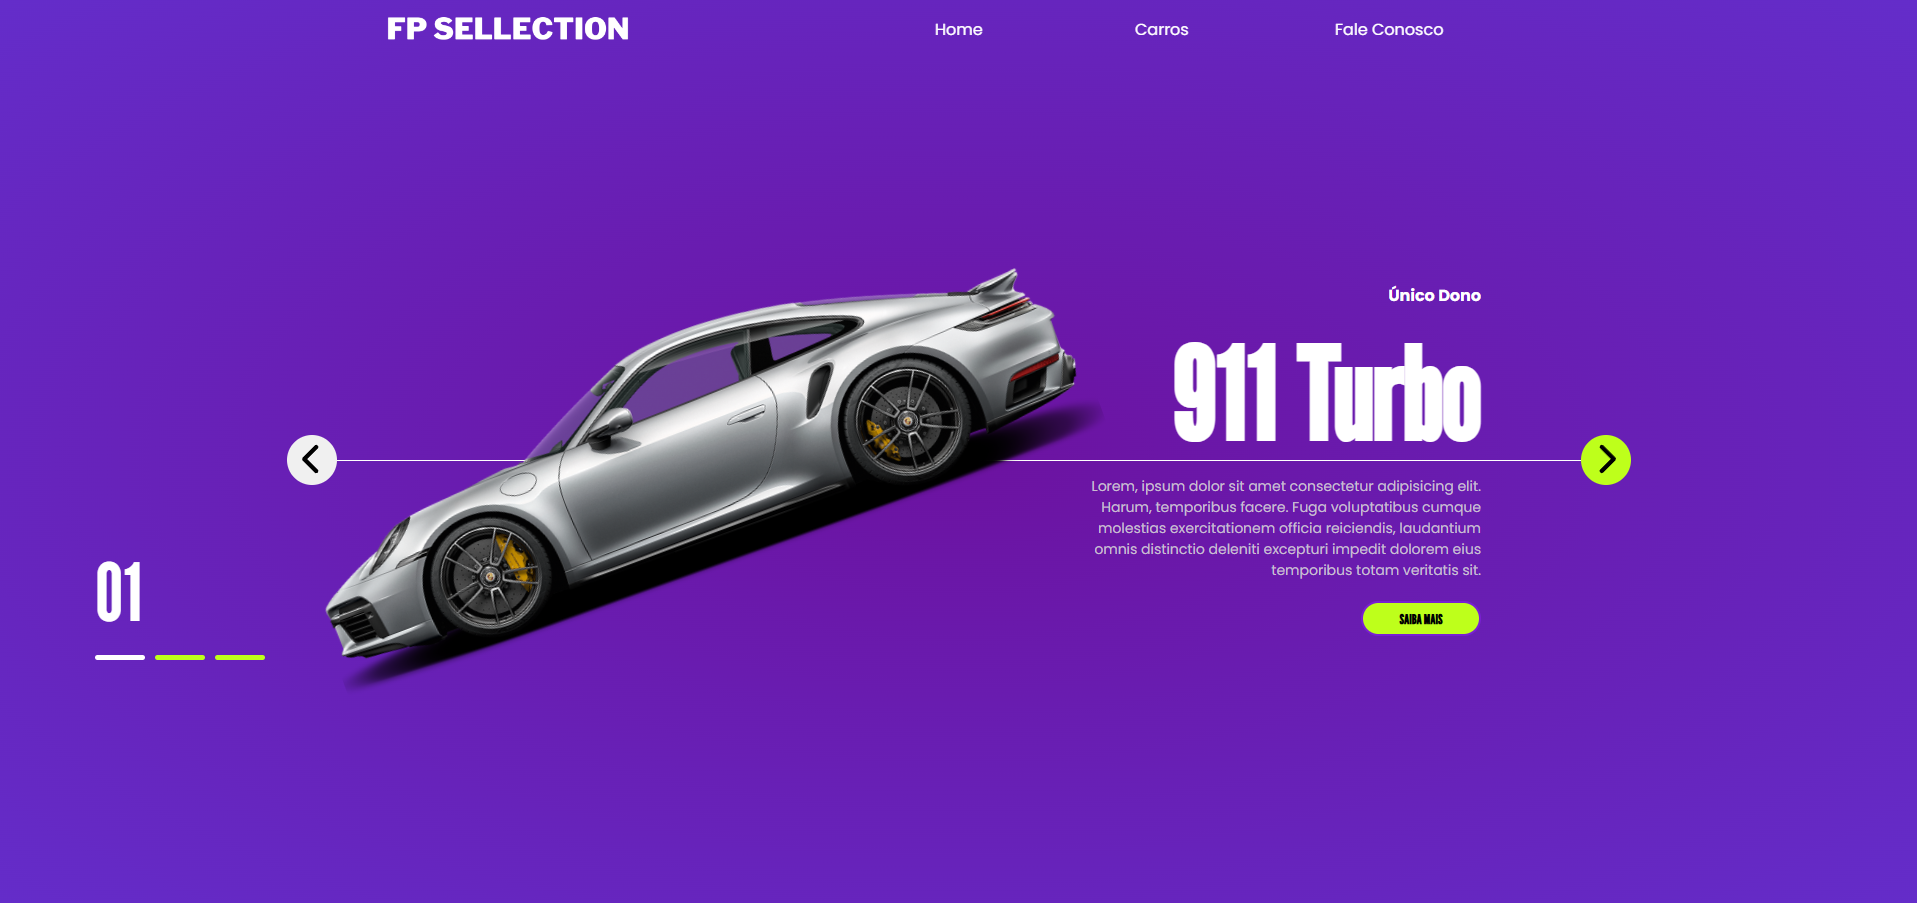 FP SELLECTION
Home
Carros
Fale Conosco
Único Dono
911 Turbo
Lorem, ipsum dolor sit amet consectetur adipisicing elit.
Harum, temporibus facere. Fuga voluptatibus cumque
molestias exercitationem officia reiciendis, laudantium
omnis distinctio deleniti excepturi impedit dolorem eius
temporibus totam veritatis sit.
SAIBA MAIS
01